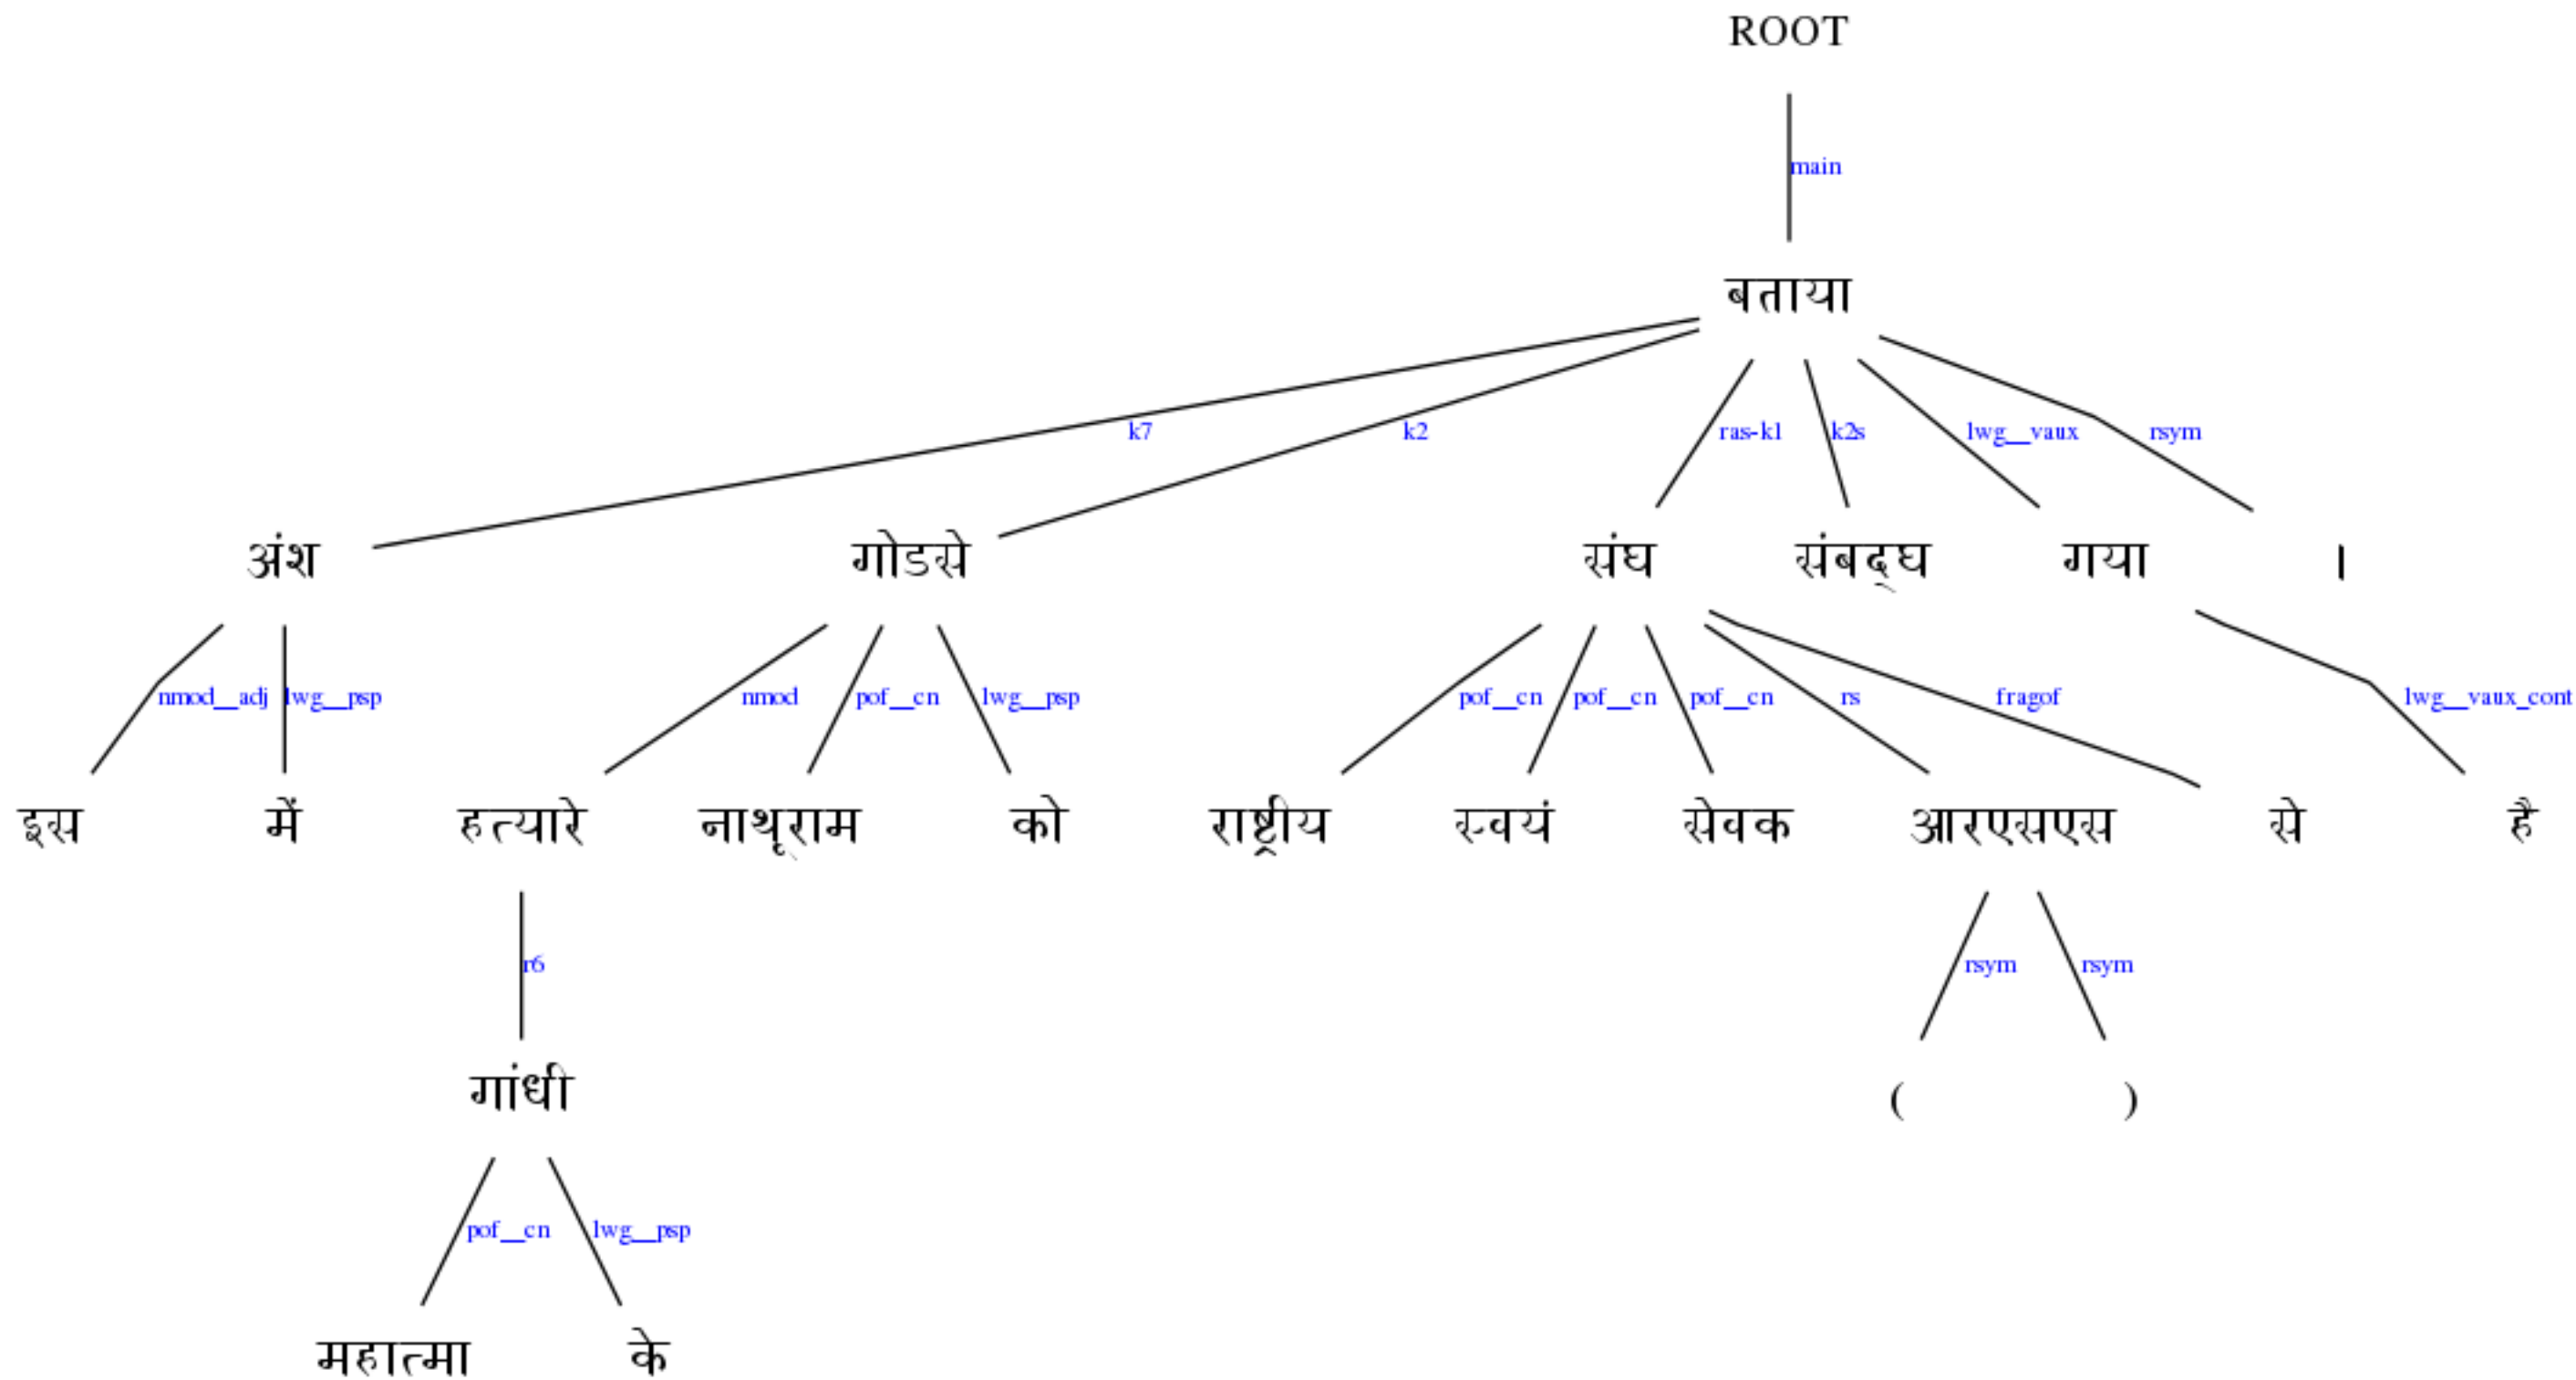 ROOT
main
बताया
k7 k2 ras-k1 k2s lwg__vaux rsym
अंश गोडसे संघ संबद्घ गया ।
nmod__adj lwg__psp nmod pof__cn lwg__psp pof__cn pof__cn pof__cn rs fragof lwg__vaux_cont
इस में हत्यारे नाथूराम को राष्ट्रीय स्वयं सेवक आरएसएस से है
r6 rsym rsym
गांधी ( )
pof__cn lwg__psp
महात्मा के